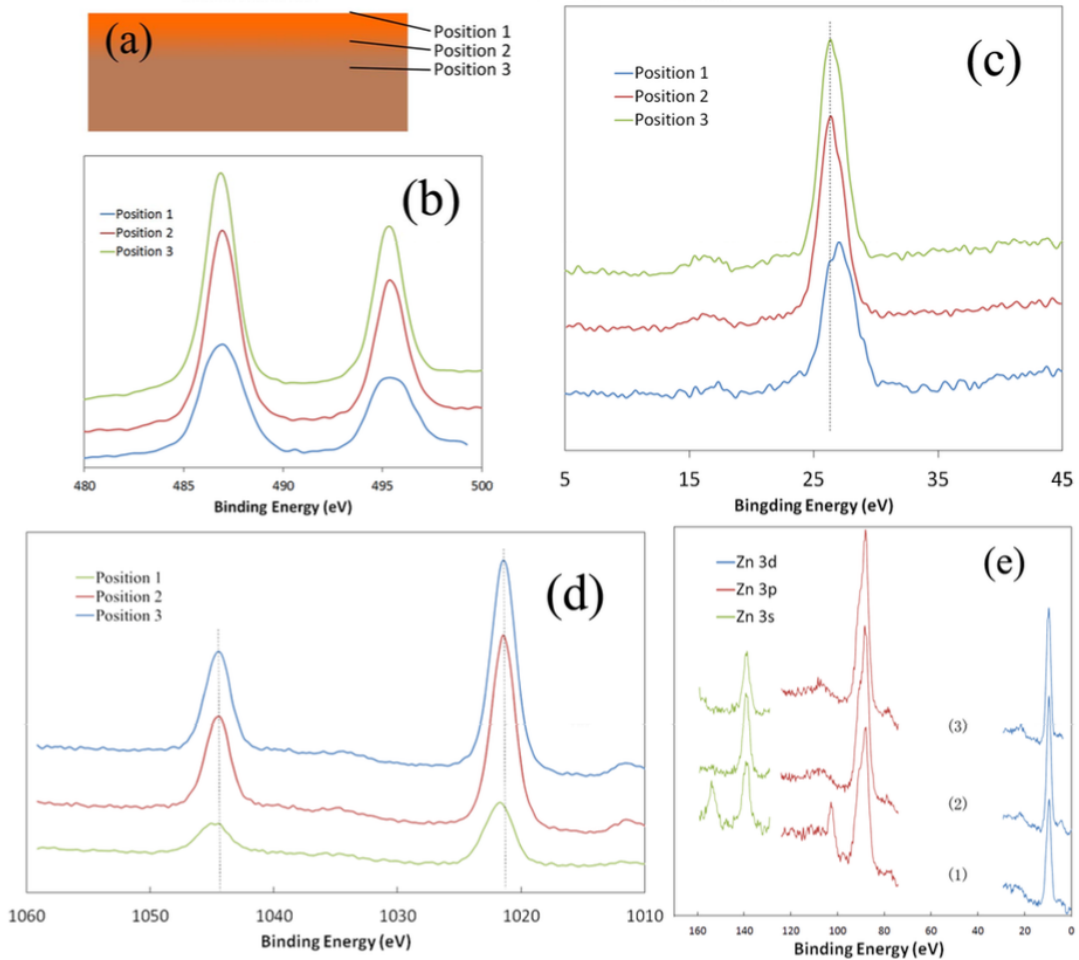 (a)
Position 1
Position 2
Position 3
(b)
Position 1
Position 2
Position 3
480 485 490 495 500
Binding Energy (eV)
(c)
Position 1
Position 2
Position 3
5 15 25 35 45
Bingding Energy (eV)
(d)
Position 1
Position 2
Position 3
1060 1050 1040 1030 1020 1010
Binding Energy (eV)
(e)
Zn 3d
Zn 3p
Zn 3s
(3)
(2)
(1)
160 140 120 100 80 60 40 20 0
Binding Energy (eV)